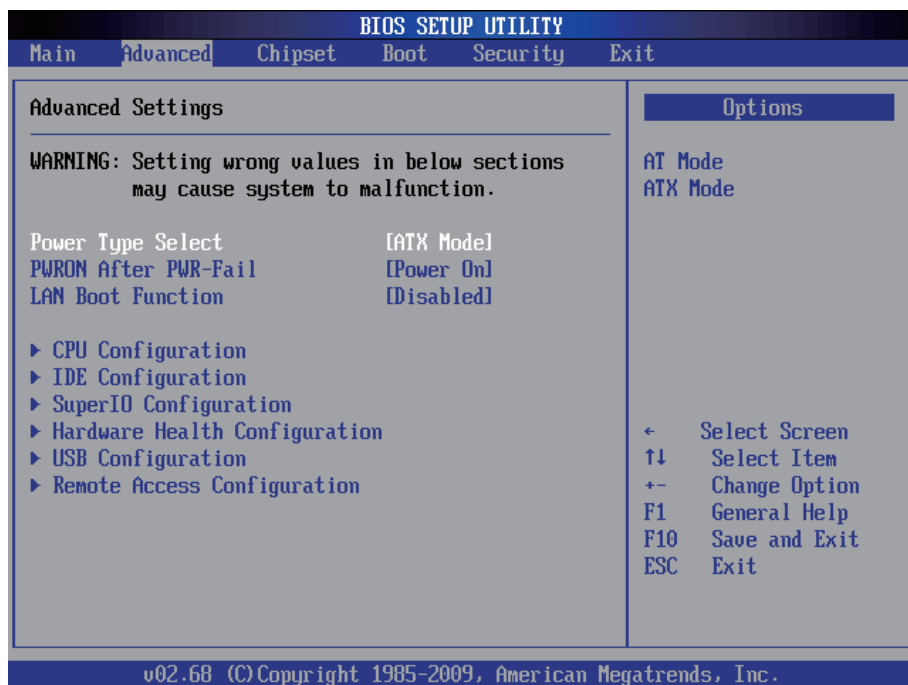 BIOS SETUP UTILITY
Main Advanced Chipset Boot Security Exit
Advanced Settings
WARNING: Setting wrong values in below sections
may cause system to malfunction.
Power Type Select [ATX Mode]
PWRON After PWR-Fail [Power On]
LAN Boot Function [Disabled]
▶ CPU Configuration
▶ IDE Configuration
▶ SuperIO Configuration
▶ Hardware Health Configuration
▶ USB Configuration
▶ Remote Access Configuration
Options
AT Mode
ATX Mode
← Select Screen
↑↓ Select Item
+- Change Option
F1 General Help
F10 Save and Exit
ESC Exit
v02.68 (C)Copyright 1985-2009, American Megatrends, Inc.